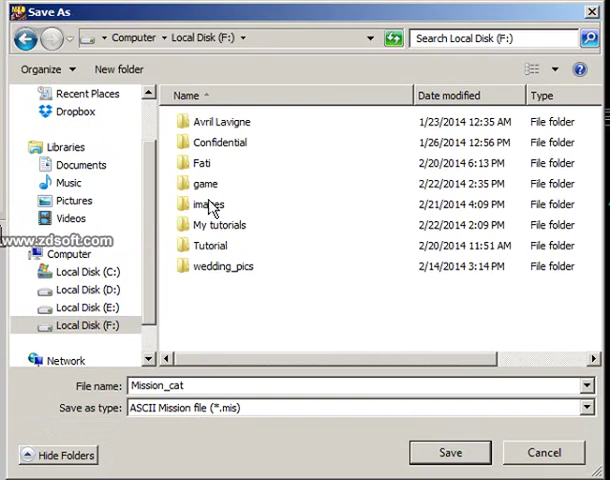 Save As
Computer Local Disk (F:)
Search Local Disk (F:)
Organize New folder
Name Date modified Type
Recent Places
Dropbox
Libraries
Documents
Music
Pictures
Videos
www.zdsoft.com
Computer
Local Disk (C:)
Local Disk (D:)
Local Disk (E:)
Local Disk (F:)
Network
Avril Lavigne 1/23/2014 12:35 AM File folder
Confidential 1/26/2014 12:56 PM File folder
Fati 2/20/2014 6:13 PM File folder
game 2/22/2014 2:35 PM File folder
images 2/21/2014 4:09 PM File folder
My tutorials 2/22/2014 2:09 PM File folder
Tutorial 2/20/2014 11:51 AM File folder
wedding_pics 2/14/2014 3:14 PM File folder
File name: Mission_cat
Save as type: ASCII Mission file (*.mis)
Hide Folders Save Cancel